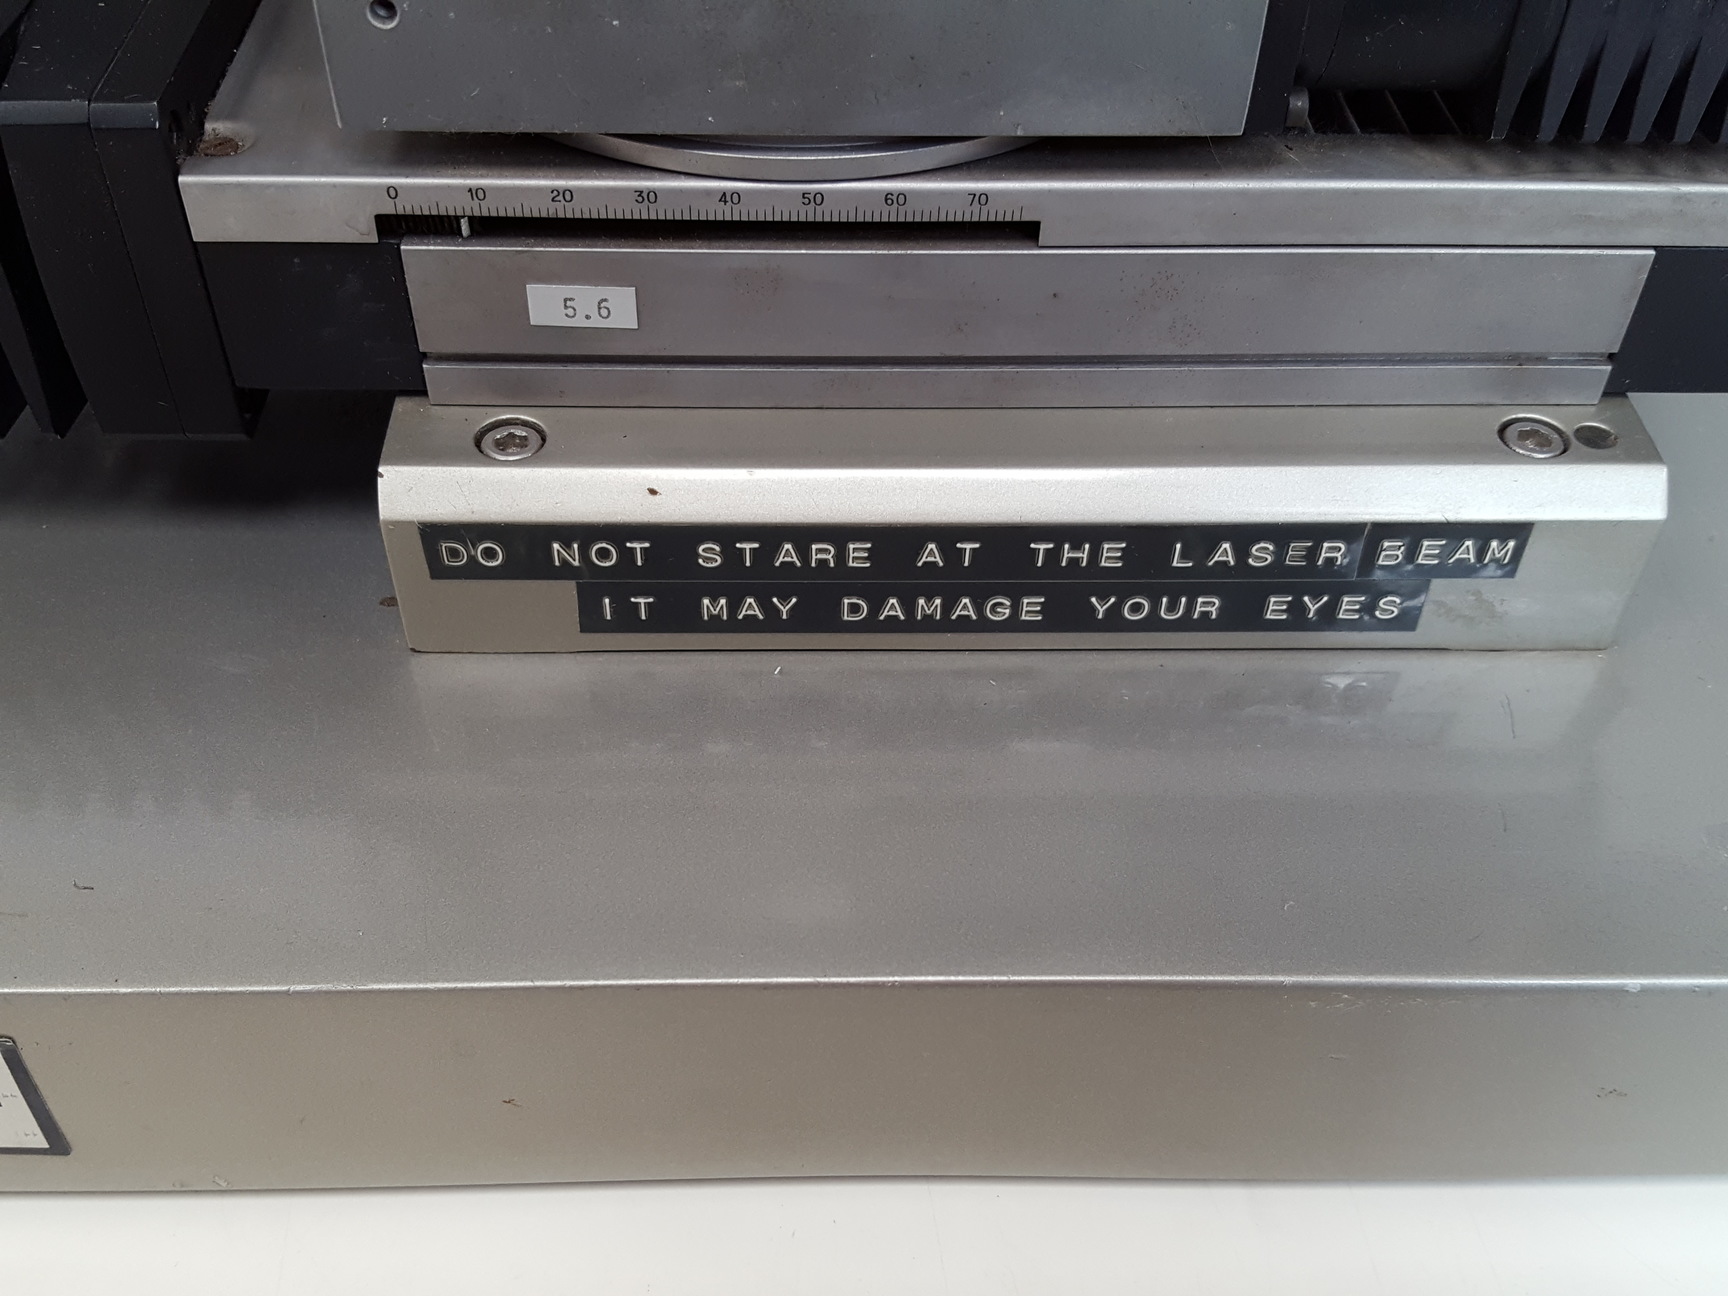 0 10 20 30 40 50 60 70
5.6
DO NOT STARE AT THE LASER BEAM
IT MAY DAMAGE YOUR EYES